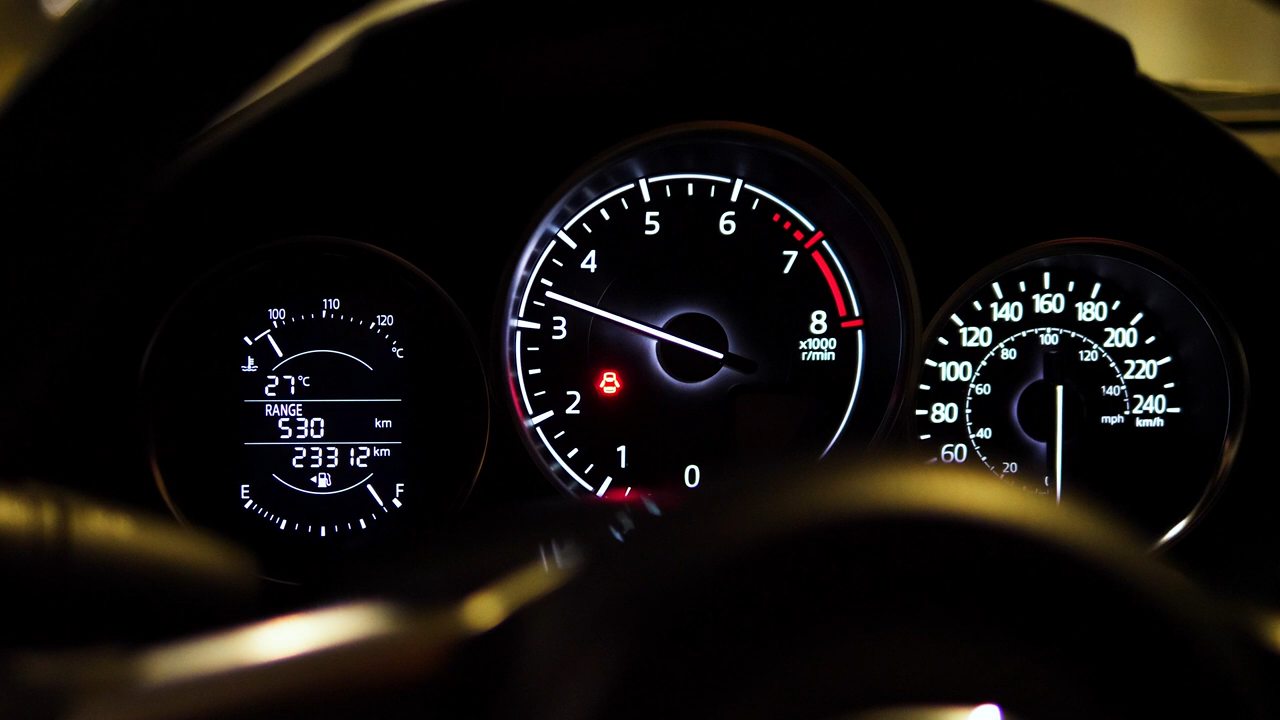 100 110 120
°C
27°C
RANGE
530 km
23312 km
E F
0 1 2 3 4 5 6 7 8
x1000
r/min
60 80 100 120 140 160 180 200 220 240
km/h
0 20 40 60 80 100 120 140
mph